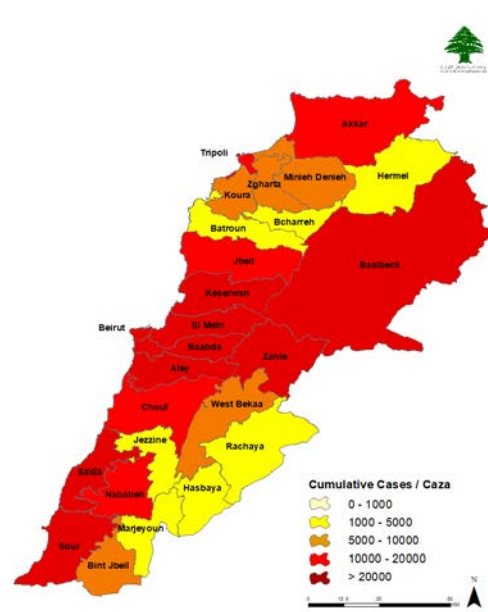 Akkar
Tripoli
Minieh Denieh
Hermel
Zgharta
Koura
Bcharreh
Batroun
Jbeil
Baalbeck
Keserwan
Beirut
El Metn
Baabda
Zahle
Aley
Chouf
West Bekaa
Jezzine
Rachaya
Saida
Hasbaya
Nabatieh
Marjeyoun
Sour
Bint Jbeil
Cumulative Cases / Caza
0 - 1000
1000 - 5000
5000 - 10000
10000 - 20000
> 20000
N